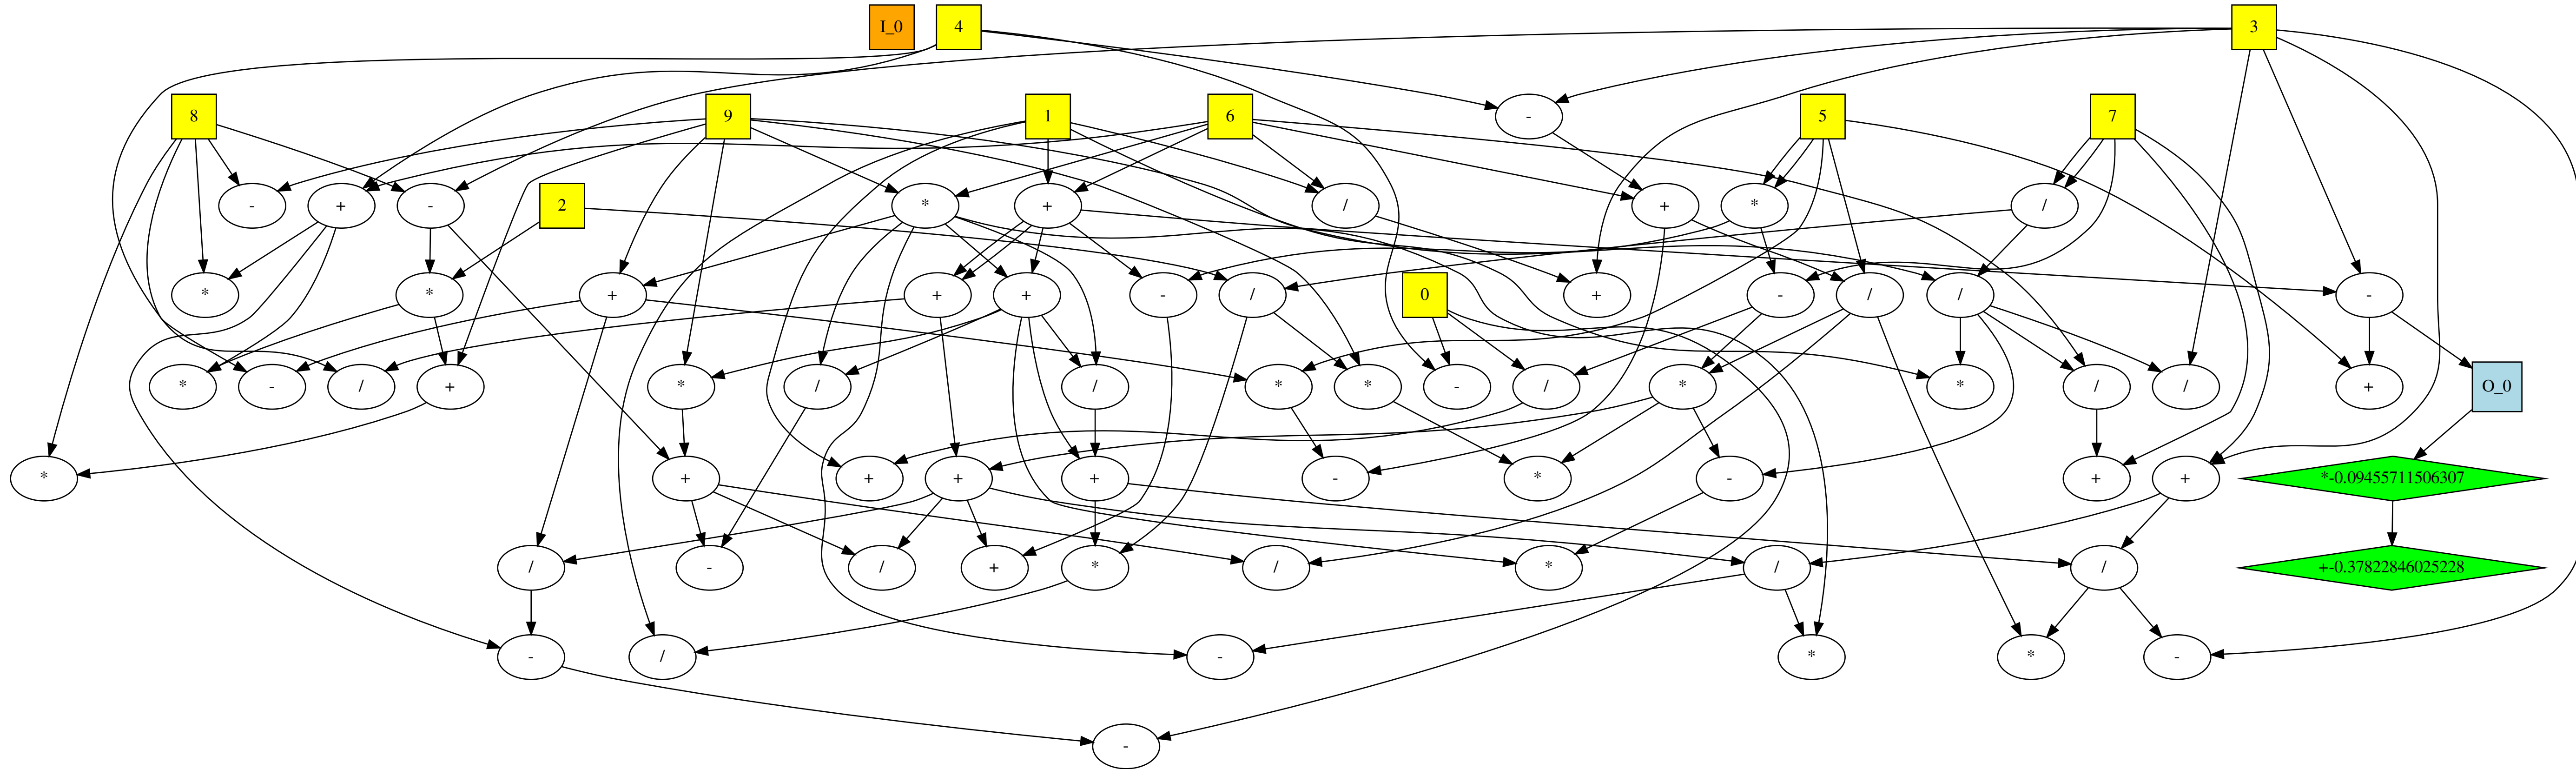 I_0 4 3
8 9 1 6 - 5 7
- + - 2 * + / + * /
* + + + - / 0 + - / / -
* - / + * / / * * - / * * / / + O_0
* + + + - * - + + *-0.09455711506307
/ - / + * / * / / +-0.37822846025228
- / - * * -
-